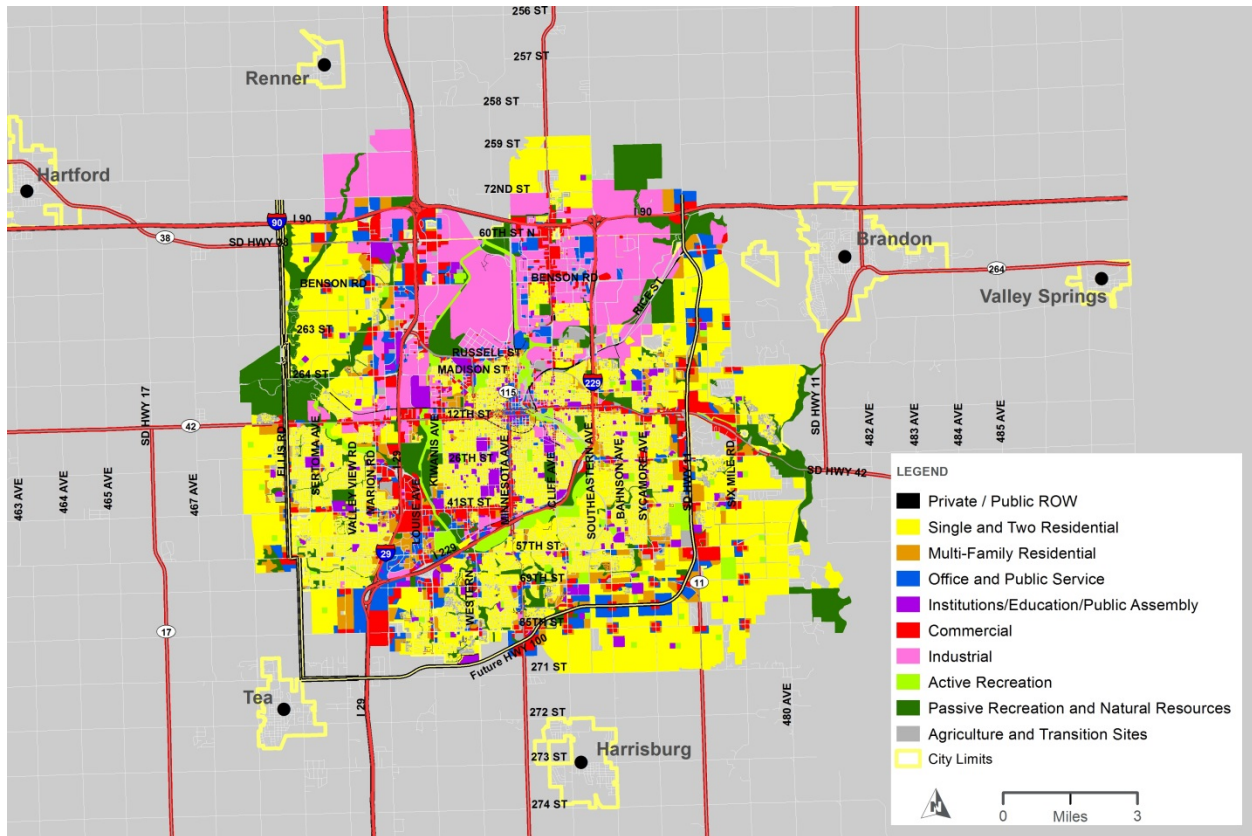 256 ST
257 ST
Renner
258 ST
259 ST
Hartford
72ND ST
I 90
90
I 90
60TH ST N
SD HWY 38
38
Brandon
264
BENSON RD
BENSON RD
RICE ST
Valley Springs
263 ST
RUSSELL ST
MADISON ST
264 ST
229
115
SD HWY 17
SD HWY 11
12TH ST
42
ELLIS RD
SERTOMA AVE
VALLEY VIEW RD
MARION RD
I 29
LOUISE AVE
KIWANIS AVE
26TH ST
MINNESOTA AVE
CLIFF AVE
SOUTHEASTERN AVE
BAHNSON AVE
SYCAMORE AVE
SD HWY 11
SIX MILE RD
SD HWY 42
463 AVE
464 AVE
465 AVE
467 AVE
482 AVE
483 AVE
484 AVE
485 AVE
41ST ST
57TH ST
29
I 229
69TH ST
WESTERN
11
85TH ST
17
Future HWY 100
271 ST
Tea
I 29
272 ST
480 AVE
Harrisburg
273 ST
274 ST
LEGEND
Private / Public ROW
Single and Two Residential
Multi-Family Residential
Office and Public Service
Institutions/Education/Public Assembly
Commercial
Industrial
Active Recreation
Passive Recreation and Natural Resources
Agriculture and Transition Sites
City Limits
N
0 Miles 3